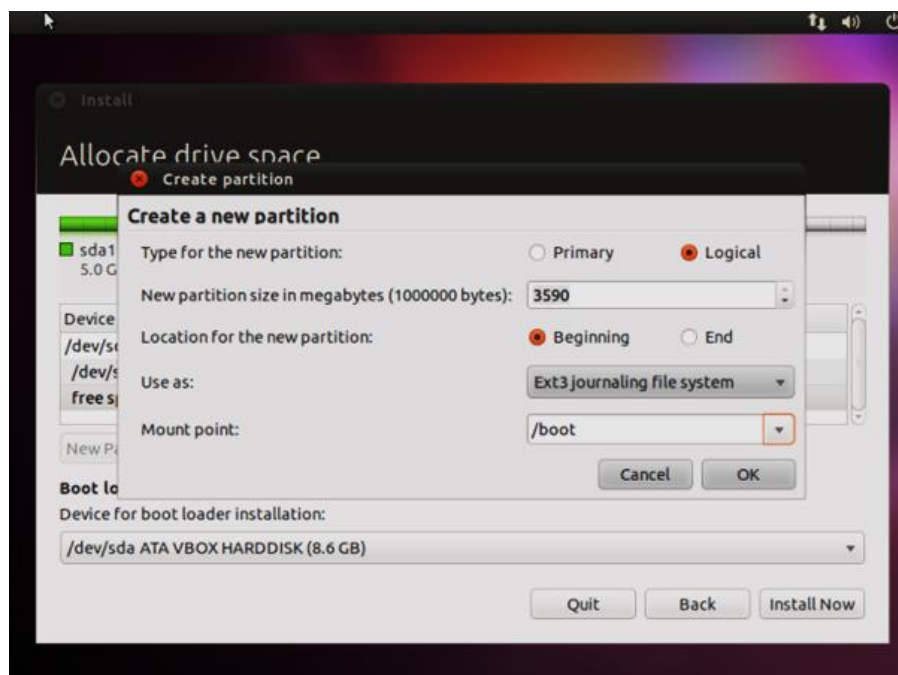 Install
Allocate drive space
Create partition
Create a new partition
Type for the new partition: Primary Logical
New partition size in megabytes (1000000 bytes): 3590
Location for the new partition: Beginning End
Use as: Ext3 journaling file system
Mount point: /boot
Cancel OK
sda1
5.0 G
Device
/dev/
/dev/
free
New
Boot
Device for boot loader installation:
/dev/sda ATA VBOX HARDDISK (8.6 GB)
Quit Back Install Now